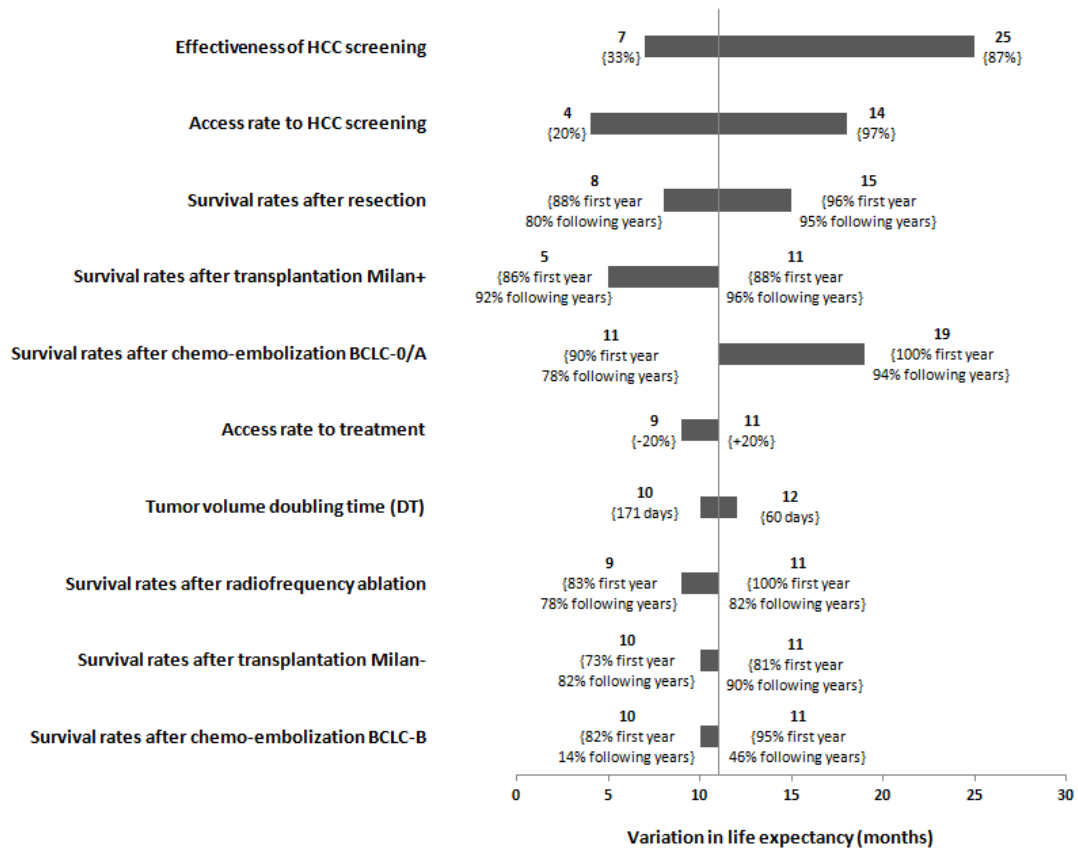 Effectiveness of HCC screening
7
{33%}
25
{87%}
Access rate to HCC screening
4
{20%}
14
{97%}
Survival rates after resection
8
{88% first year
80% following years}
15
{96% first year
95% following years}
Survival rates after transplantation Milan+
5
{86% first year
92% following years}
11
{88% first year
96% following years}
Survival rates after chemo-embolization BCLC-0/A
11
{90% first year
78% following years}
19
{100% first year
94% following years}
Access rate to treatment
9
{-20%}
11
{+20%}
Tumor volume doubling time (DT)
10
{171 days}
12
{60 days}
Survival rates after radiofrequency ablation
9
{83% first year
78% following years}
11
{100% first year
82% following years}
Survival rates after transplantation Milan-
10
{73% first year
82% following years}
11
{81% first year
90% following years}
Survival rates after chemo-embolization BCLC-B
10
{82% first year
14% following years}
11
{95% first year
46% following years}
0 5 10 15 20 25 30
Variation in life expectancy (months)